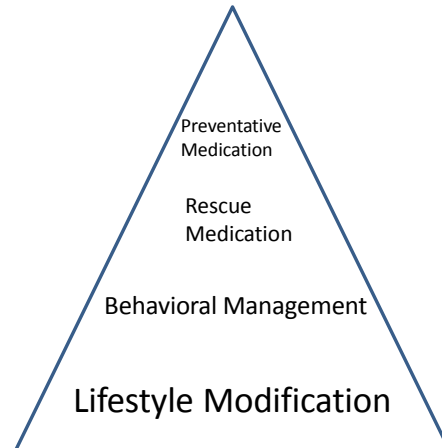 Preventative
Medication
Rescue
Medication
Behavioral Management
Lifestyle Modification